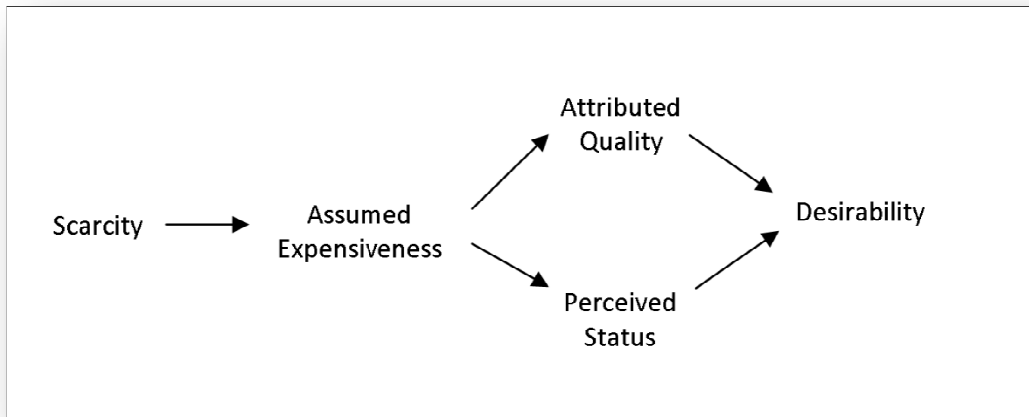 Scarcity
Assumed
Expensiveness
Attributed
Quality
Perceived
Status
Desirability